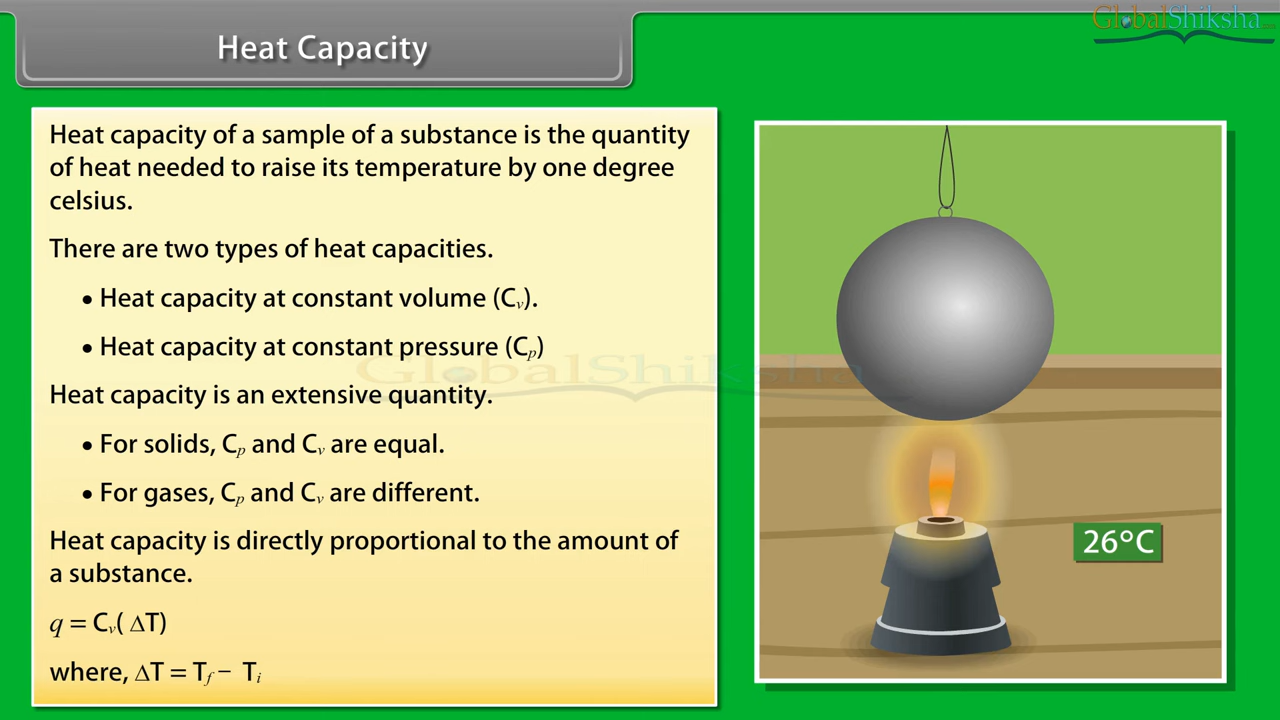 Heat Capacity
GlobalShiksha
Heat capacity of a sample of a substance is the quantity
of heat needed to raise its temperature by one degree
celsius.
There are two types of heat capacities.
• Heat capacity at constant volume (Cv).
• Heat capacity at constant pressure (Cp)
GlobalShiksha
Heat capacity is an extensive quantity.
• For solids, Cp and Cv are equal.
• For gases, Cp and Cv are different.
Heat capacity is directly proportional to the amount of
a substance.
q = Cv( ΔT)
where, ΔT = Tf − Ti
26°C